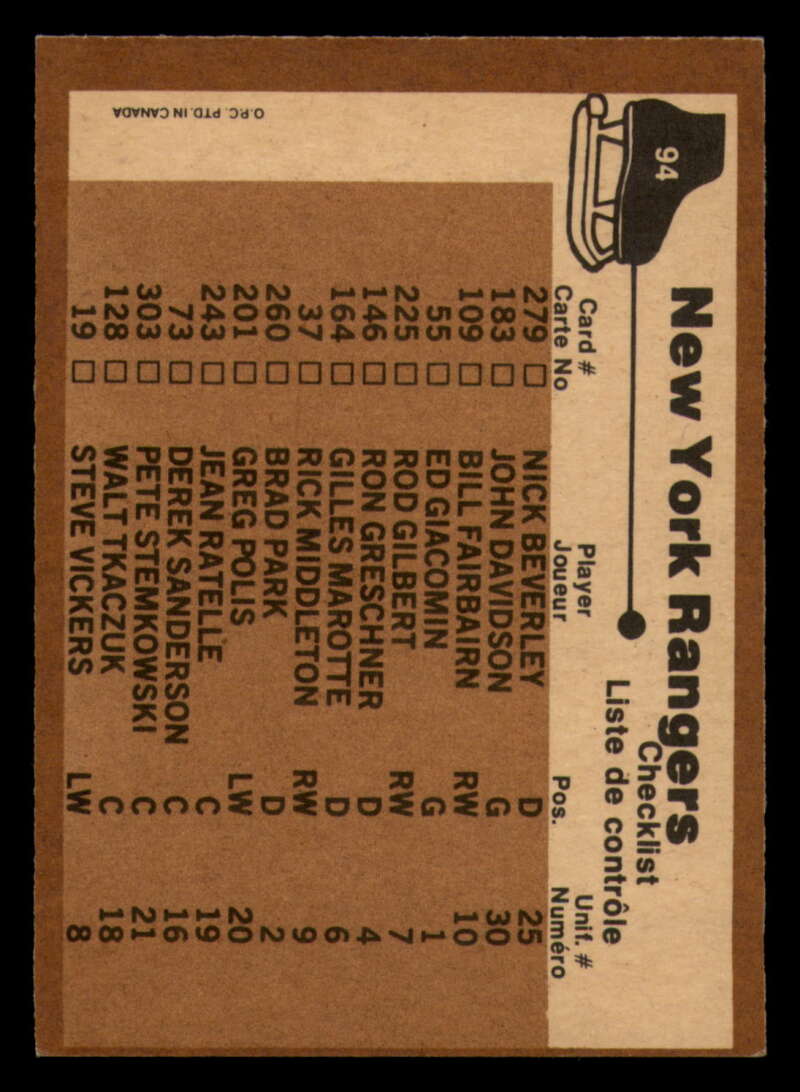 94
New York Rangers
Checklist
Liste de contrôle
Card # Player Pos. Unif. #
Carte No Joueur Numéro
279 □ NICK BEVERLEY D 25
183 □ JOHN DAVIDSON G 30
109 □ BILL FAIRBAIRN RW 10
55 □ ED GIACOMIN G 1
225 □ ROD GILBERT RW 7
146 □ RON GRESCHNER D 4
164 □ GILLES MAROTTE D 6
37 □ RICK MIDDLETON RW 9
260 □ BRAD PARK D 2
201 □ GREG POLIS LW 20
243 □ JEAN RATELLE C 19
73 □ DEREK SANDERSON C 16
303 □ PETE STEMKOWSKI C 21
128 □ WALT TKACZUK C 18
19 □ STEVE VICKERS LW 8
O.P.C. PTD. IN CANADA